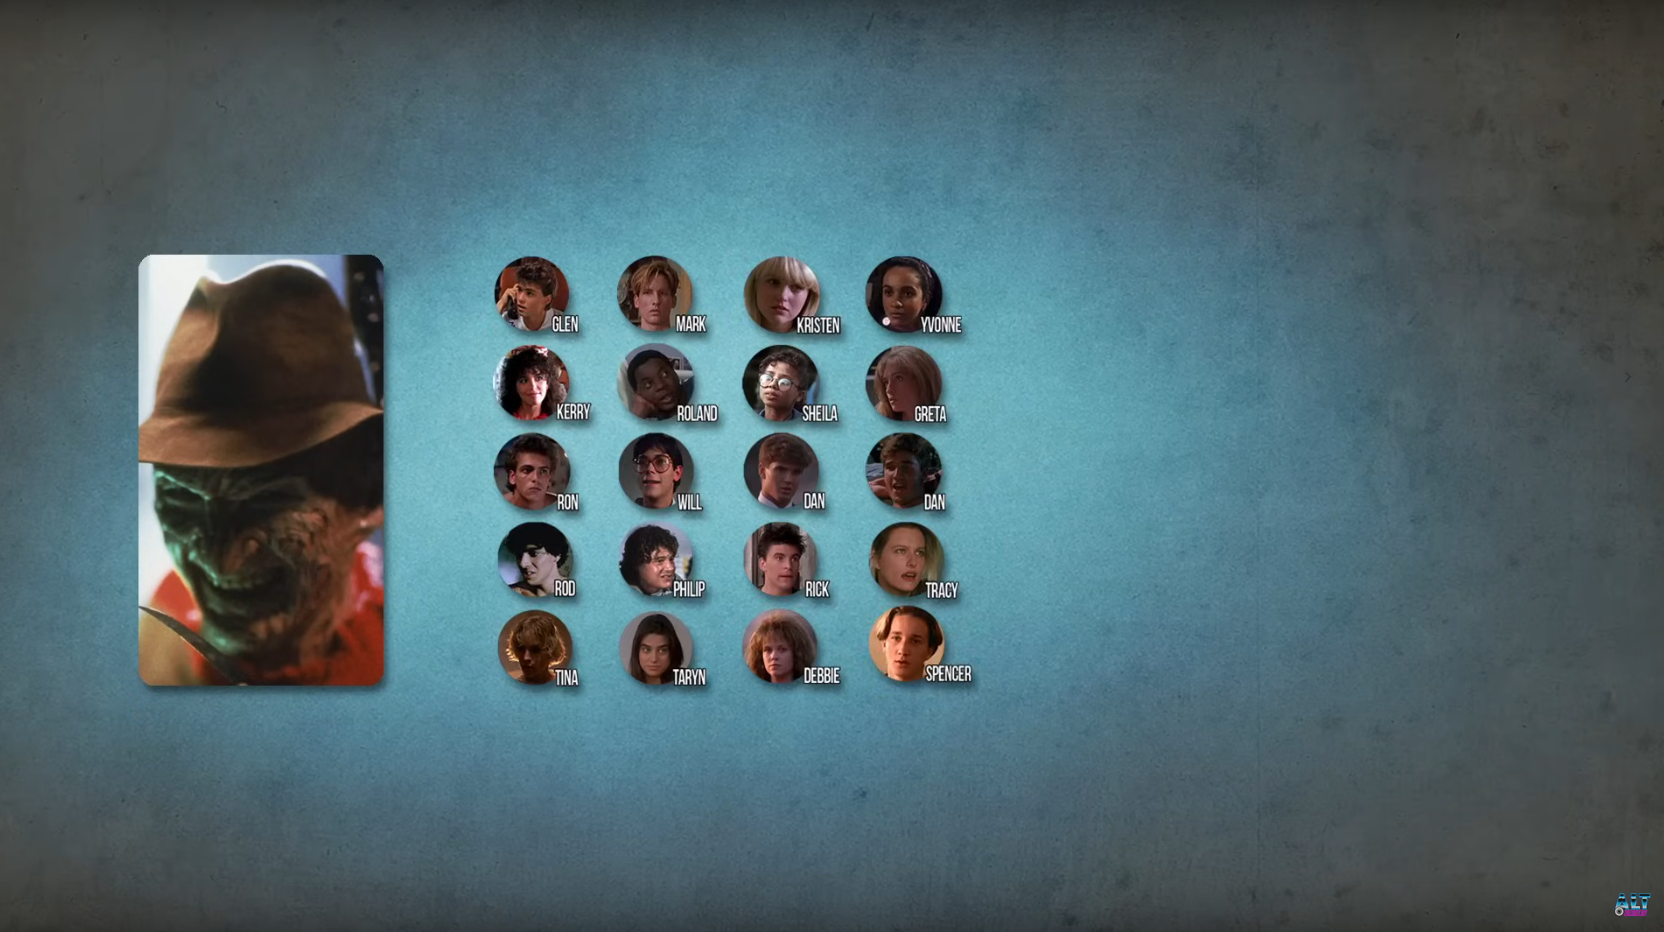 GLEN MARK KRISTEN YVONNE
KERRY ROLAND SHEILA GRETA
RON WILL DAN DAN
ROD PHILIP RICK TRACY
TINA TARYN DEBBIE SPENCER
ALT